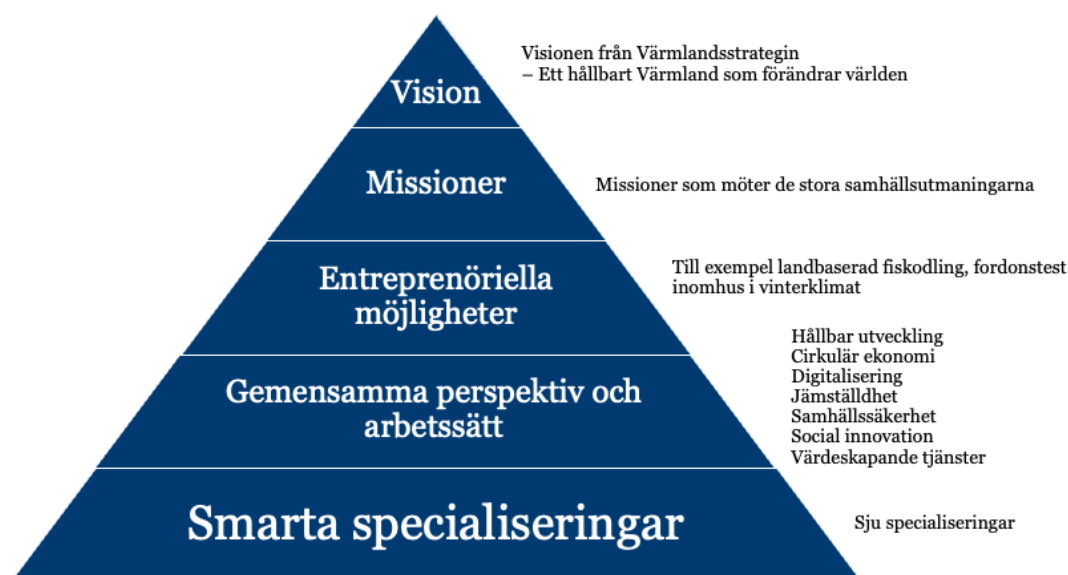 Vision
Visionen från Värmlandsstrategin
– Ett hållbart Värmland som förändrar världen
Missioner
Missioner som möter de stora samhällsutmaningarna
Entreprenöriella
möjligheter
Till exempel landbaserad fiskodling, fordonstest
inomhus i vinterklimat
Gemensamma perspektiv och
arbetssätt
Hållbar utveckling
Cirkulär ekonomi
Digitalisering
Jämställdhet
Samhällssäkerhet
Social innovation
Värdeskapande tjänster
Smarta specialiseringar
Sju specialiseringar